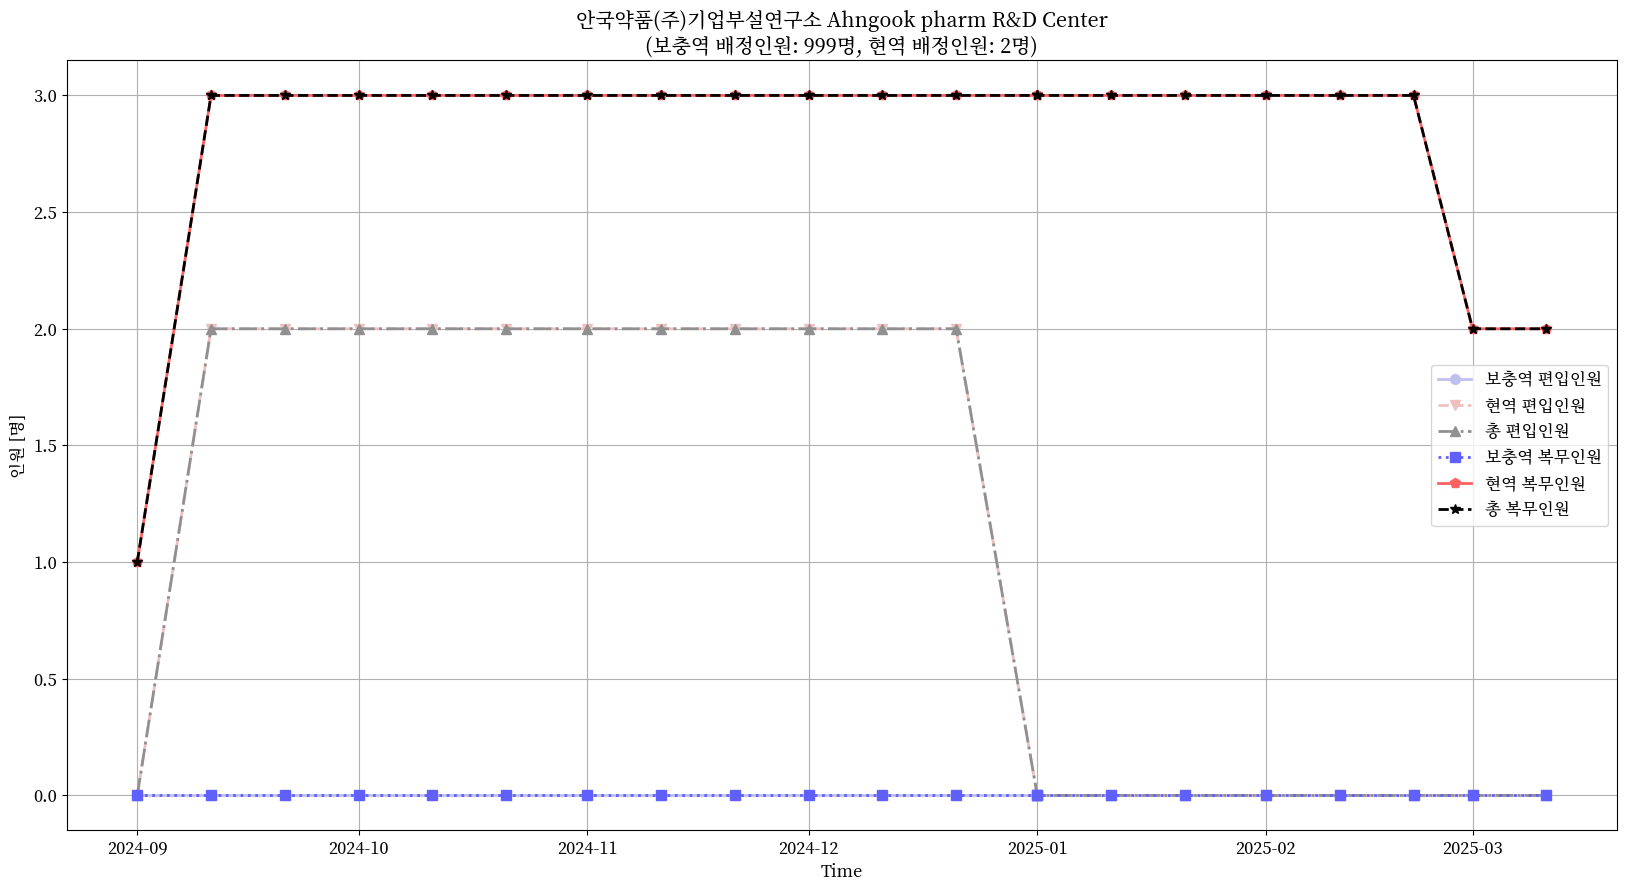 안국약품(주)기업부설연구소 Ahngook pharm R&D Center
(보충역 배정인원: 999명, 현역 배정인원: 2명)
3.0
2.5
2.0
1.5
1.0
0.5
0.0
인원 [명]
보충역 편입인원
현역 편입인원
총 편입인원
보충역 복무인원
현역 복무인원
총 복무인원
2024-09
2024-10
2024-11
2024-12
2025-01
2025-02
2025-03
Time